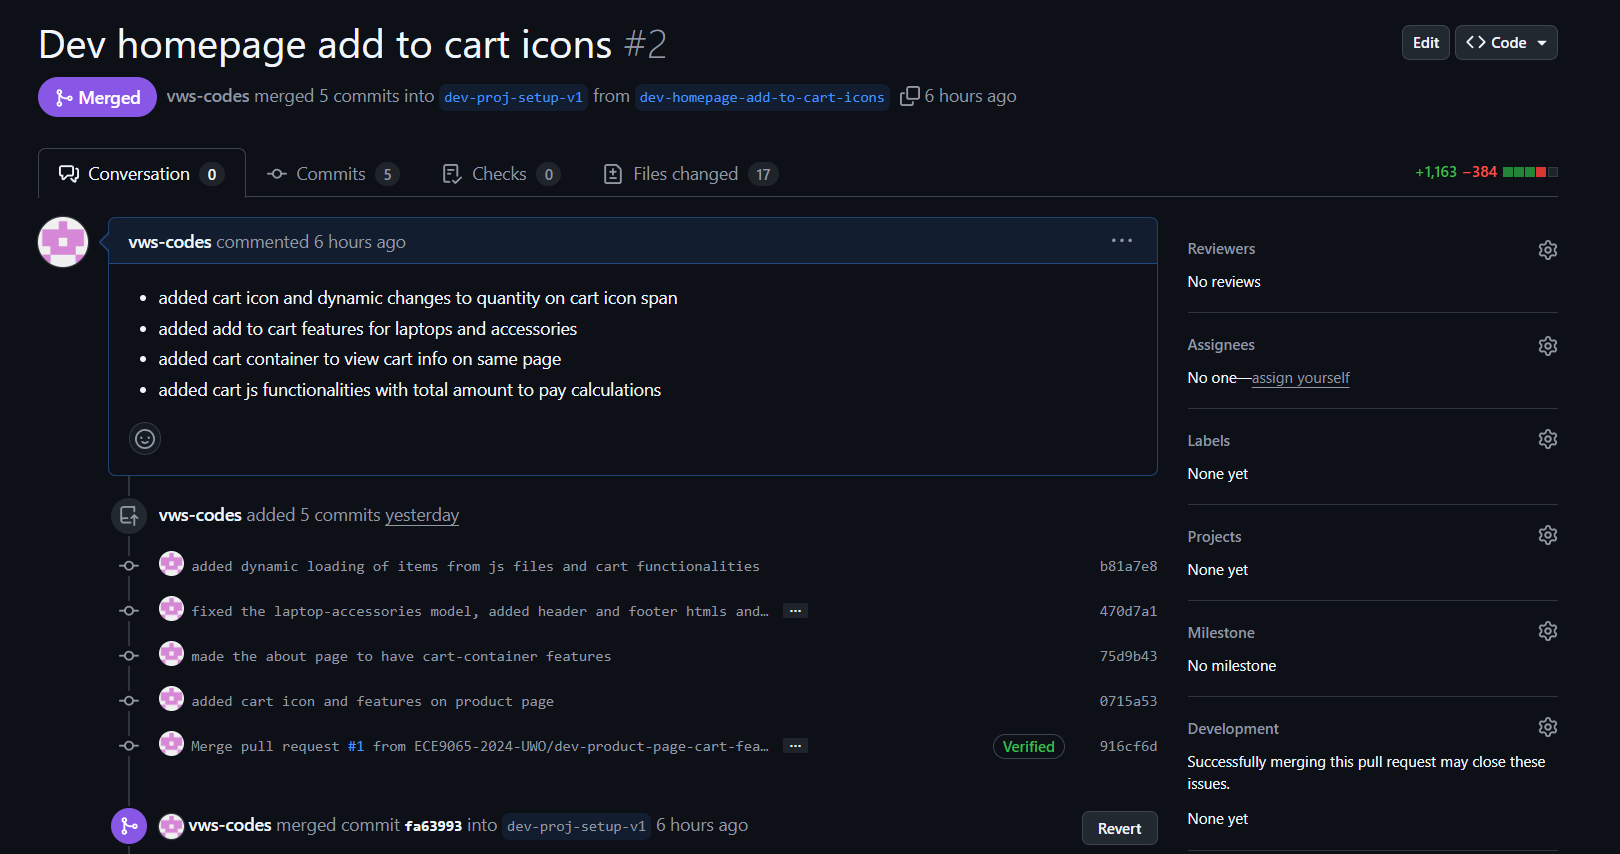 Dev homepage add to cart icons #2
Edit
Code
Merged
vws-codes merged 5 commits into dev-proj-setup-v1 from dev-homepage-add-to-cart-icons 6 hours ago
Conversation 0
Commits 5
Checks 0
Files changed 17
+1,163 −384
vws-codes commented 6 hours ago
• added cart icon and dynamic changes to quantity on cart icon span
• added add to cart features for laptops and accessories
• added cart container to view cart info on same page
• added cart js functionalities with total amount to pay calculations
vws-codes added 5 commits yesterday
added dynamic loading of items from js files and cart functionalities b81a7e8
fixed the laptop-accessories model, added header and footer htmls and… ... 470d7a1
made the about page to have cart-container features 75d9b43
added cart icon and features on product page 0715a53
Merge pull request #1 from ECE9065-2024-UWO/dev-product-page-cart-fea… ... Verified 916cf6d
vws-codes merged commit fa63993 into dev-proj-setup-v1 6 hours ago
Revert
Reviewers
No reviews
Assignees
No one—assign yourself
Labels
None yet
Projects
None yet
Milestone
No milestone
Development
Successfully merging this pull request may close these
issues.
None yet